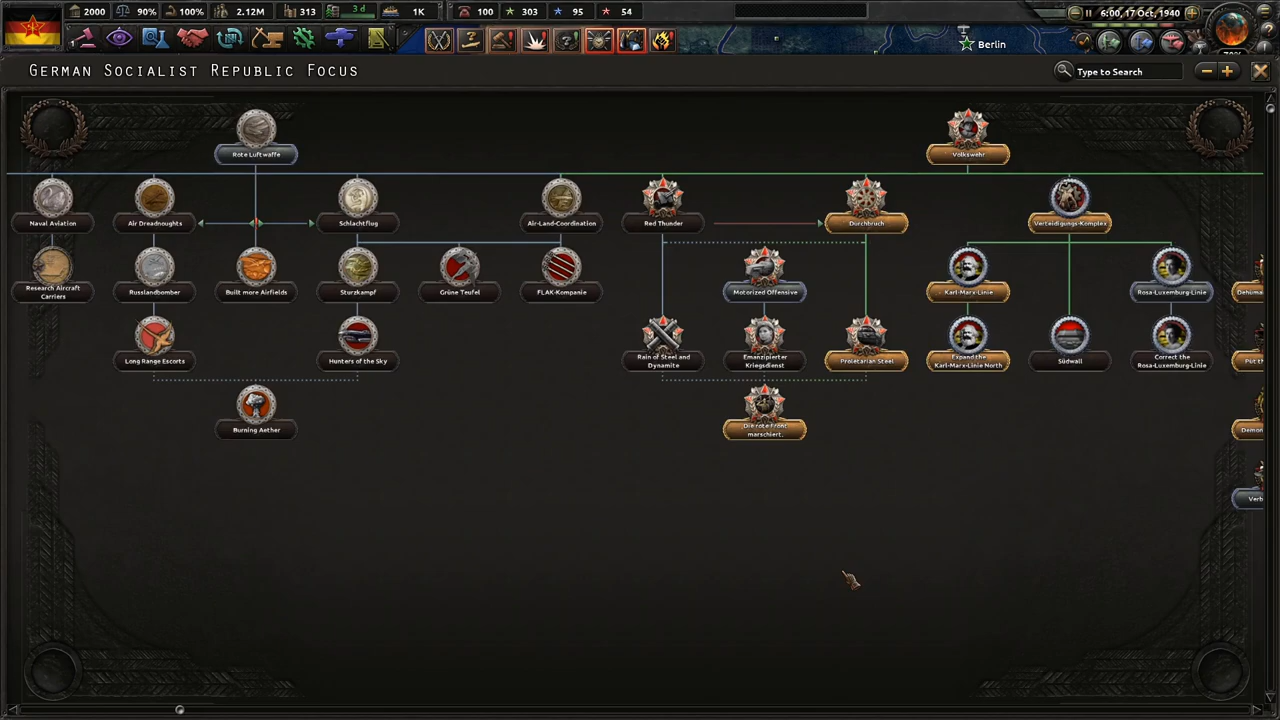 2000
90%
100%
2.12M
313
3 d
1K
100
303
95
54
6:00, 17 Oct, 1940
Berlin
German Socialist Republic Focus
Type to Search
Rote Luftwaffe
Volkswehr
Naval Aviation
Air Dreadnoughts
Schlachtflug
Air-Land-Coordination
Red Thunder
Durchbruch
Verteidigungs-Komplex
Research Aircraft
Carriers
Russlandbomber
Built more Airfields
Sturzkampf
Grüne Teufel
FLAK-Kompanie
Motorized Offensive
Karl-Marx-Linie
Rosa-Luxemburg-Linie
Long Range Escorts
Hunters of the Sky
Rain of Steel and
Dynamite
Emanzipierter
Kriegsdienst
Proletarian Steel
Expand the
Karl-Marx-Linie North
Südwall
Correct the
Rosa-Luxemburg-Linie
Burning Aether
Die rote Front
marschiert.